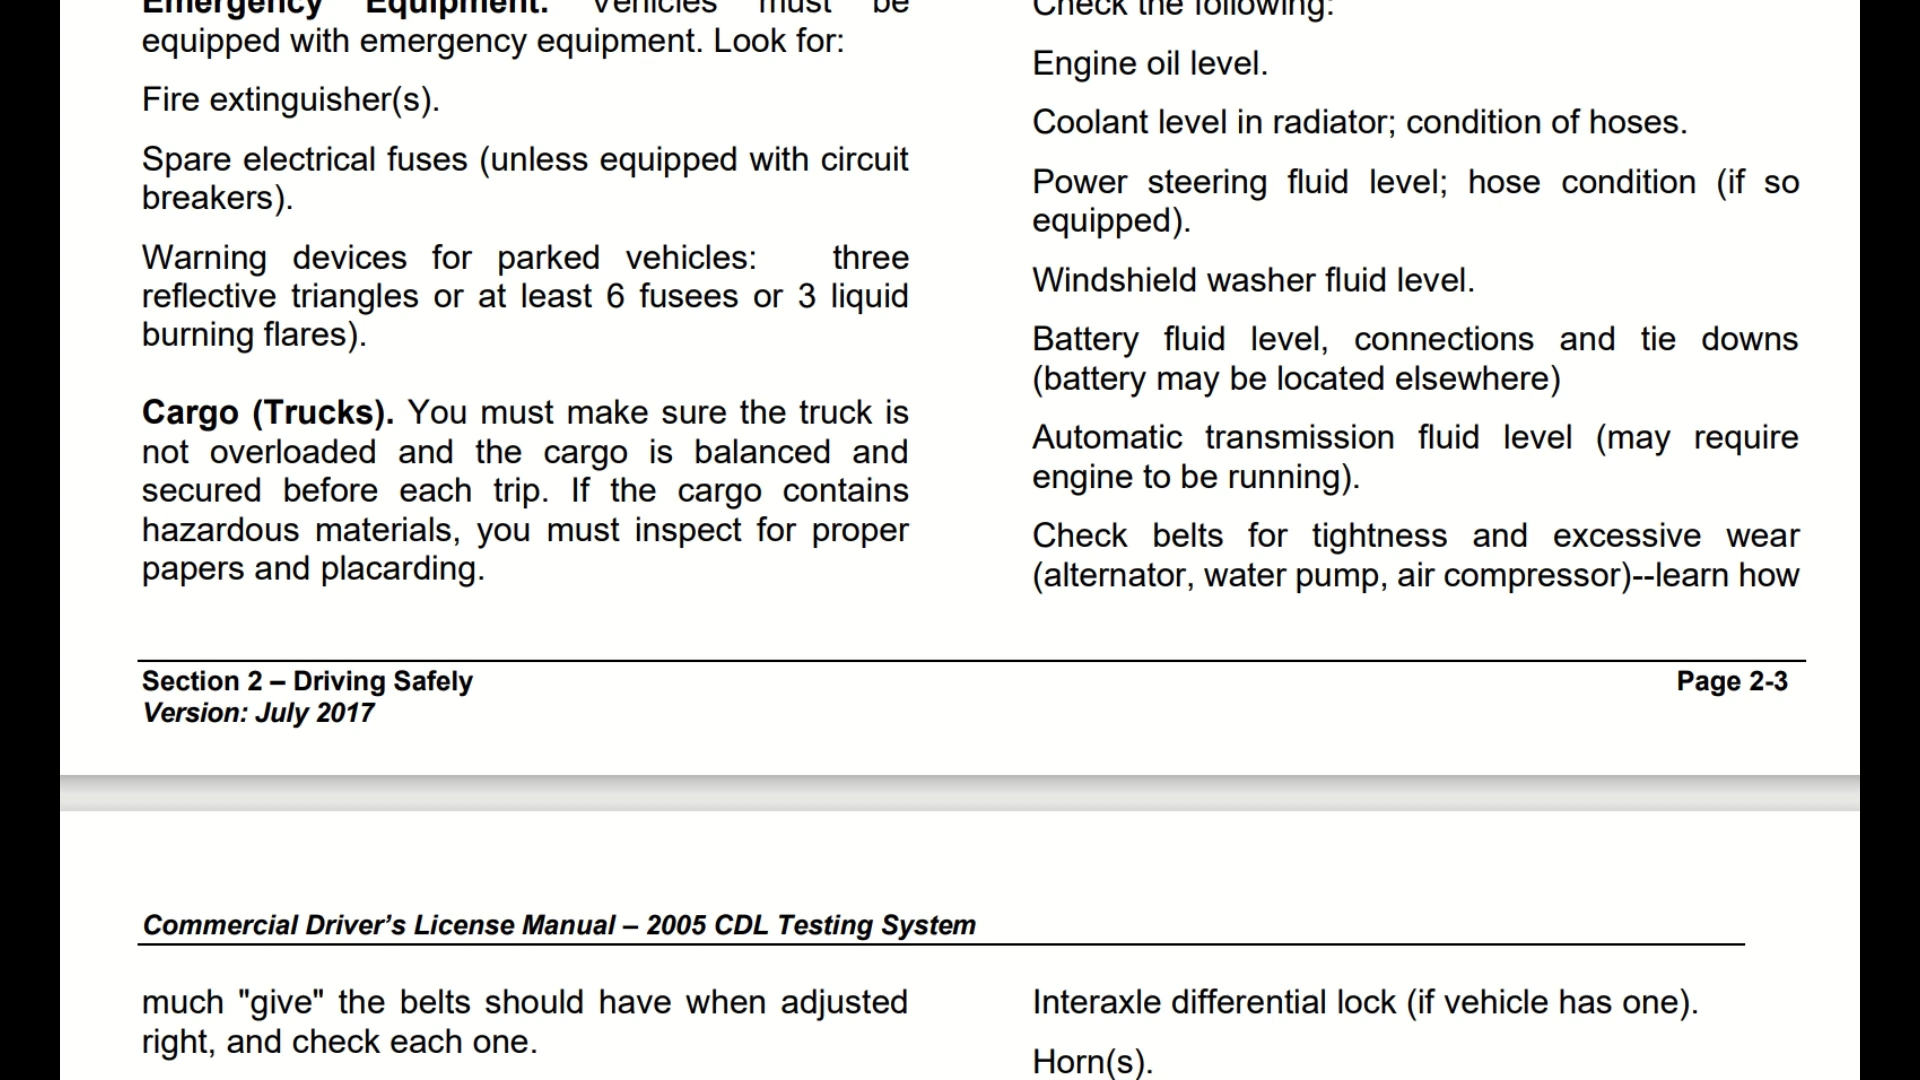 Emergency Equipment. Vehicles must be
equipped with emergency equipment. Look for:
Fire extinguisher(s).
Spare electrical fuses (unless equipped with circuit
breakers).
Warning devices for parked vehicles: three
reflective triangles or at least 6 fusees or 3 liquid
burning flares).
Cargo (Trucks). You must make sure the truck is
not overloaded and the cargo is balanced and
secured before each trip. If the cargo contains
hazardous materials, you must inspect for proper
papers and placarding.
Check the following:
Engine oil level.
Coolant level in radiator; condition of hoses.
Power steering fluid level; hose condition (if so
equipped).
Windshield washer fluid level.
Battery fluid level, connections and tie downs
(battery may be located elsewhere)
Automatic transmission fluid level (may require
engine to be running).
Check belts for tightness and excessive wear
(alternator, water pump, air compressor)--learn how
Section 2 – Driving Safely
Page 2-3
Version: July 2017
Commercial Driver’s License Manual – 2005 CDL Testing System
much "give" the belts should have when adjusted
right, and check each one.
Interaxle differential lock (if vehicle has one).
Horn(s).